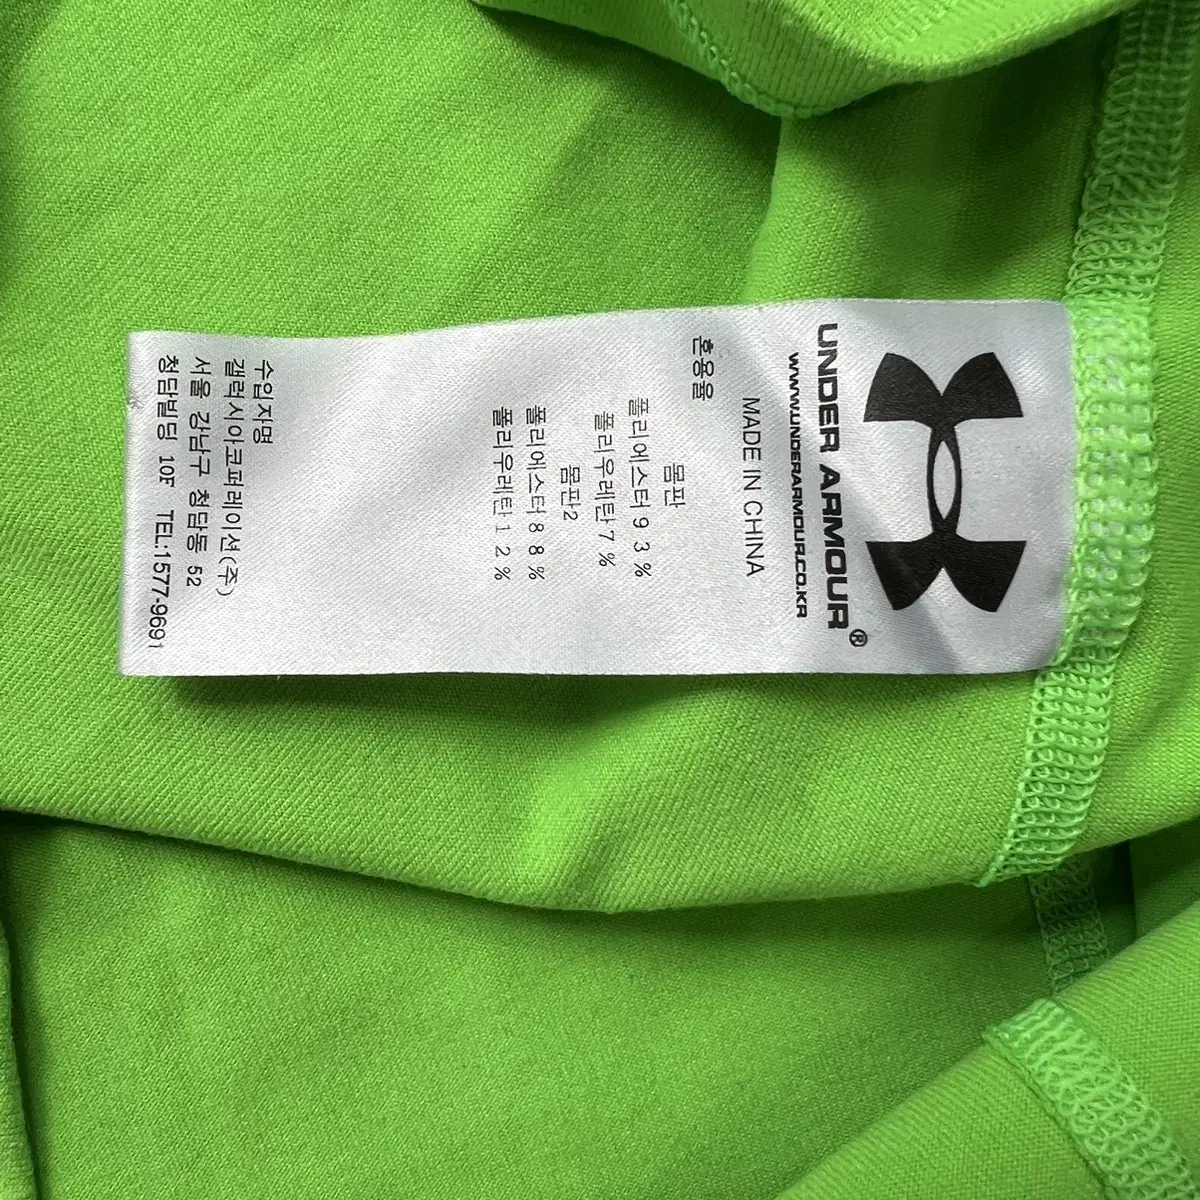 UNDER ARMOUR®
WWW.UNDERARMOUR.CO.KR
MADE IN CHINA
혼용율
몸판
폴리에스터 9 3 %
폴리우레탄 7 %
몸판2
폴리에스터 8 8 %
폴리우레탄 1 2 %
수입자명
갤럭시아코퍼레이션(주)
서울 강남구 청담동 52
청담빌딩 10F TEL:1577-9691